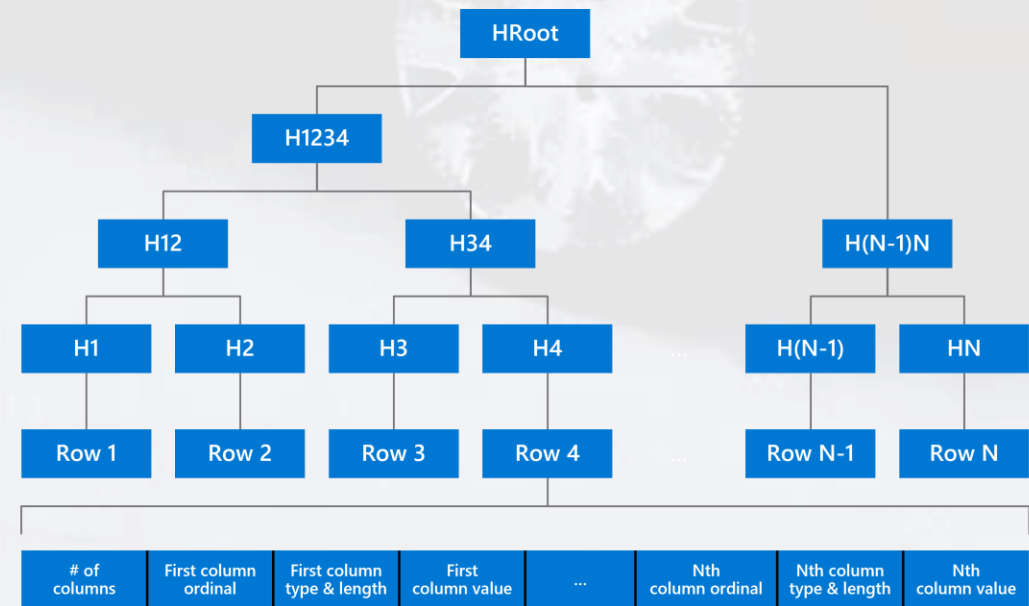 HRoot
H1234
H12
H34
H(N-1)N
H1
H2
H3
H4
...
H(N-1)
HN
Row 1
Row 2
Row 3
Row 4
...
Row N-1
Row N
# of
columns
First column
ordinal
First column
type & length
First
column value
...
Nth
column ordinal
Nth column
type & length
Nth
column value